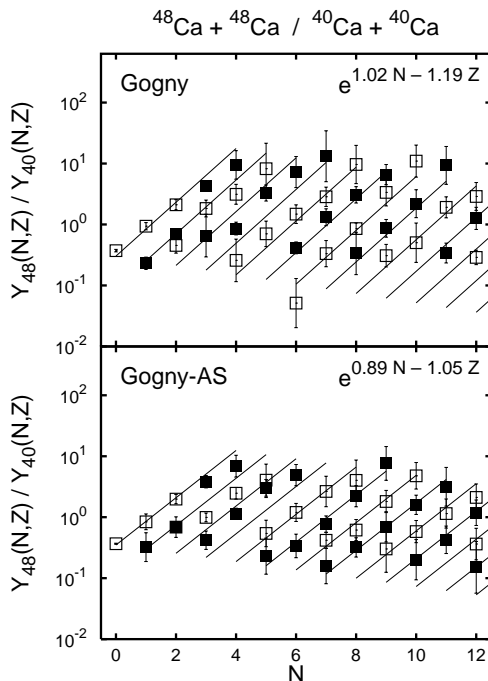 ⁴⁸Ca + ⁴⁸Ca / ⁴⁰Ca + ⁴⁰Ca
Gogny
e^{1.02 N − 1.19 Z}
Y₄₈(N,Z) / Y₄₀(N,Z)
10²
10¹
10⁰
10⁻¹
10⁻²
Gogny-AS
e^{0.89 N − 1.05 Z}
Y₄₈(N,Z) / Y₄₀(N,Z)
10²
10¹
10⁰
10⁻¹
10⁻²
0 2 4 6 8 10 12
N